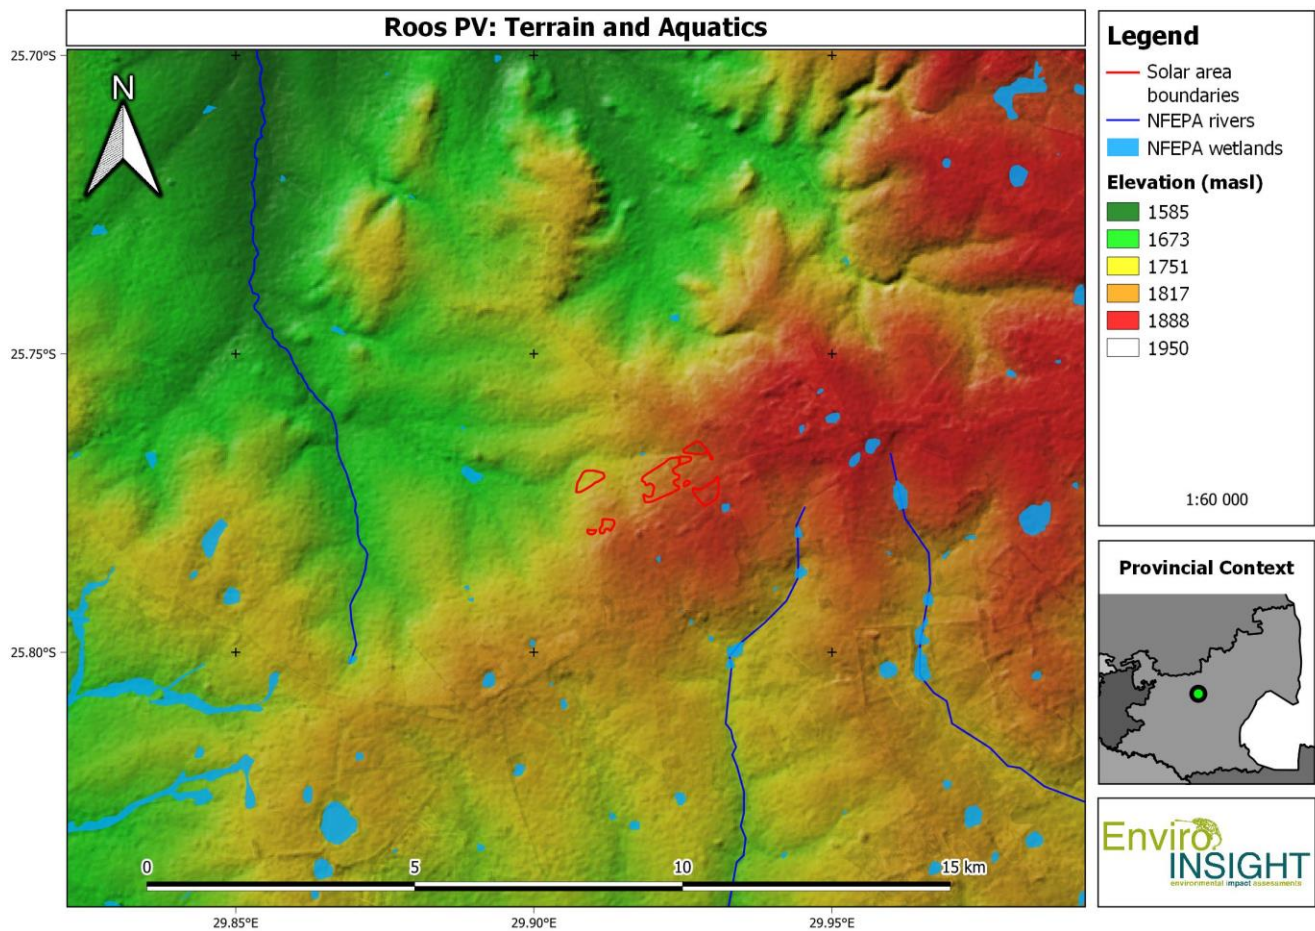 Roos PV: Terrain and Aquatics
25.70°S
25.75°S
25.80°S
29.85°E
29.90°E
29.95°E
N
0
5
10
15 km
Legend
Solar area
boundaries
NFEPA rivers
NFEPA wetlands
Elevation (masl)
1585
1673
1751
1817
1888
1950
1:60 000
Provincial Context
Enviro
INSIGHT
environmental impact assessments